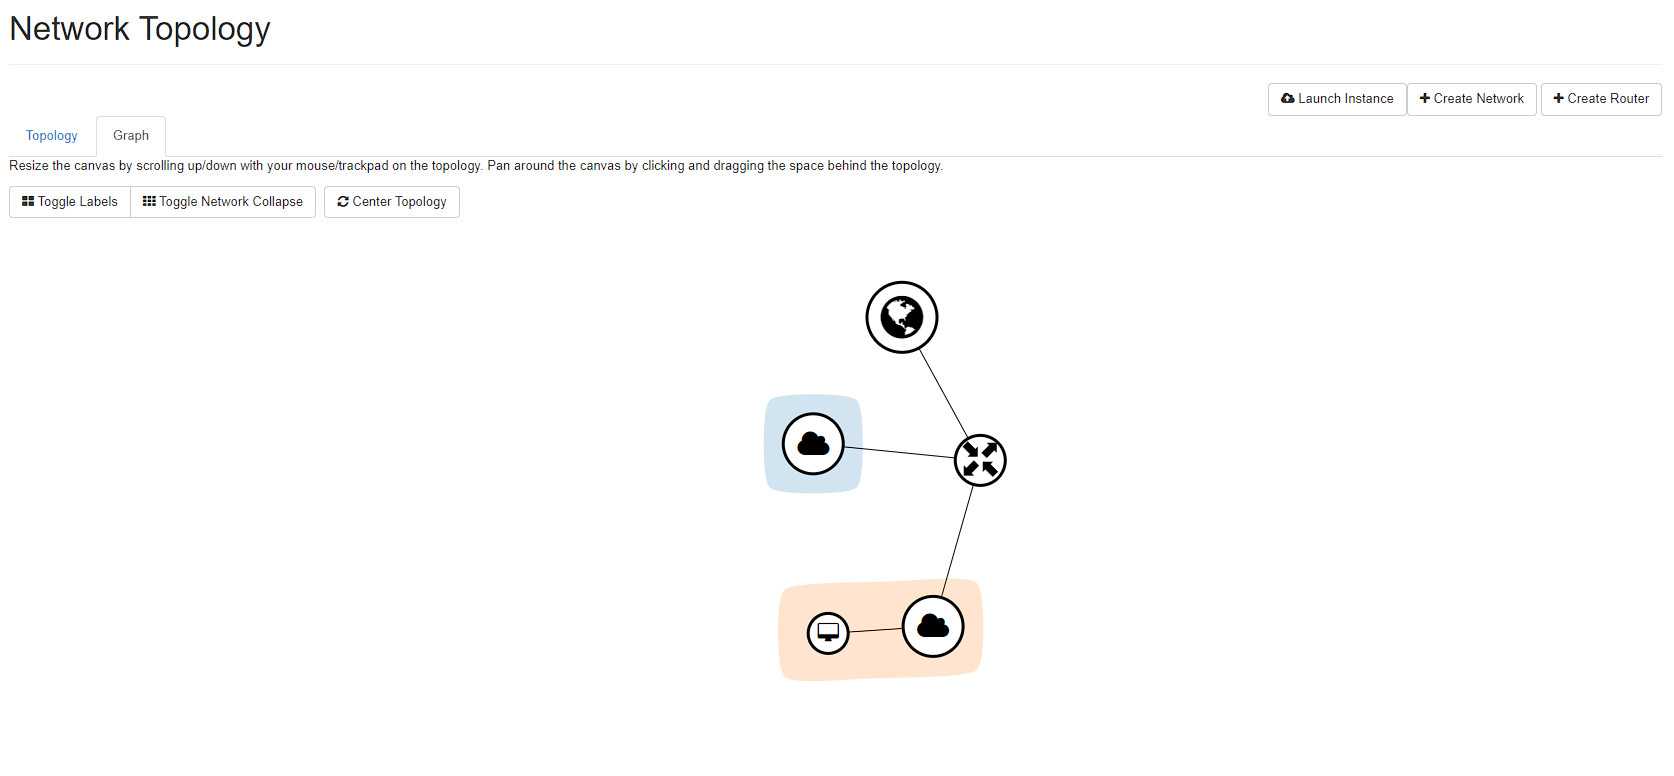 Network Topology
Launch Instance
Create Network
Create Router
Topology
Graph
Resize the canvas by scrolling up/down with your mouse/trackpad on the topology. Pan around the canvas by clicking and dragging the space behind the topology.
Toggle Labels
Toggle Network Collapse
Center Topology